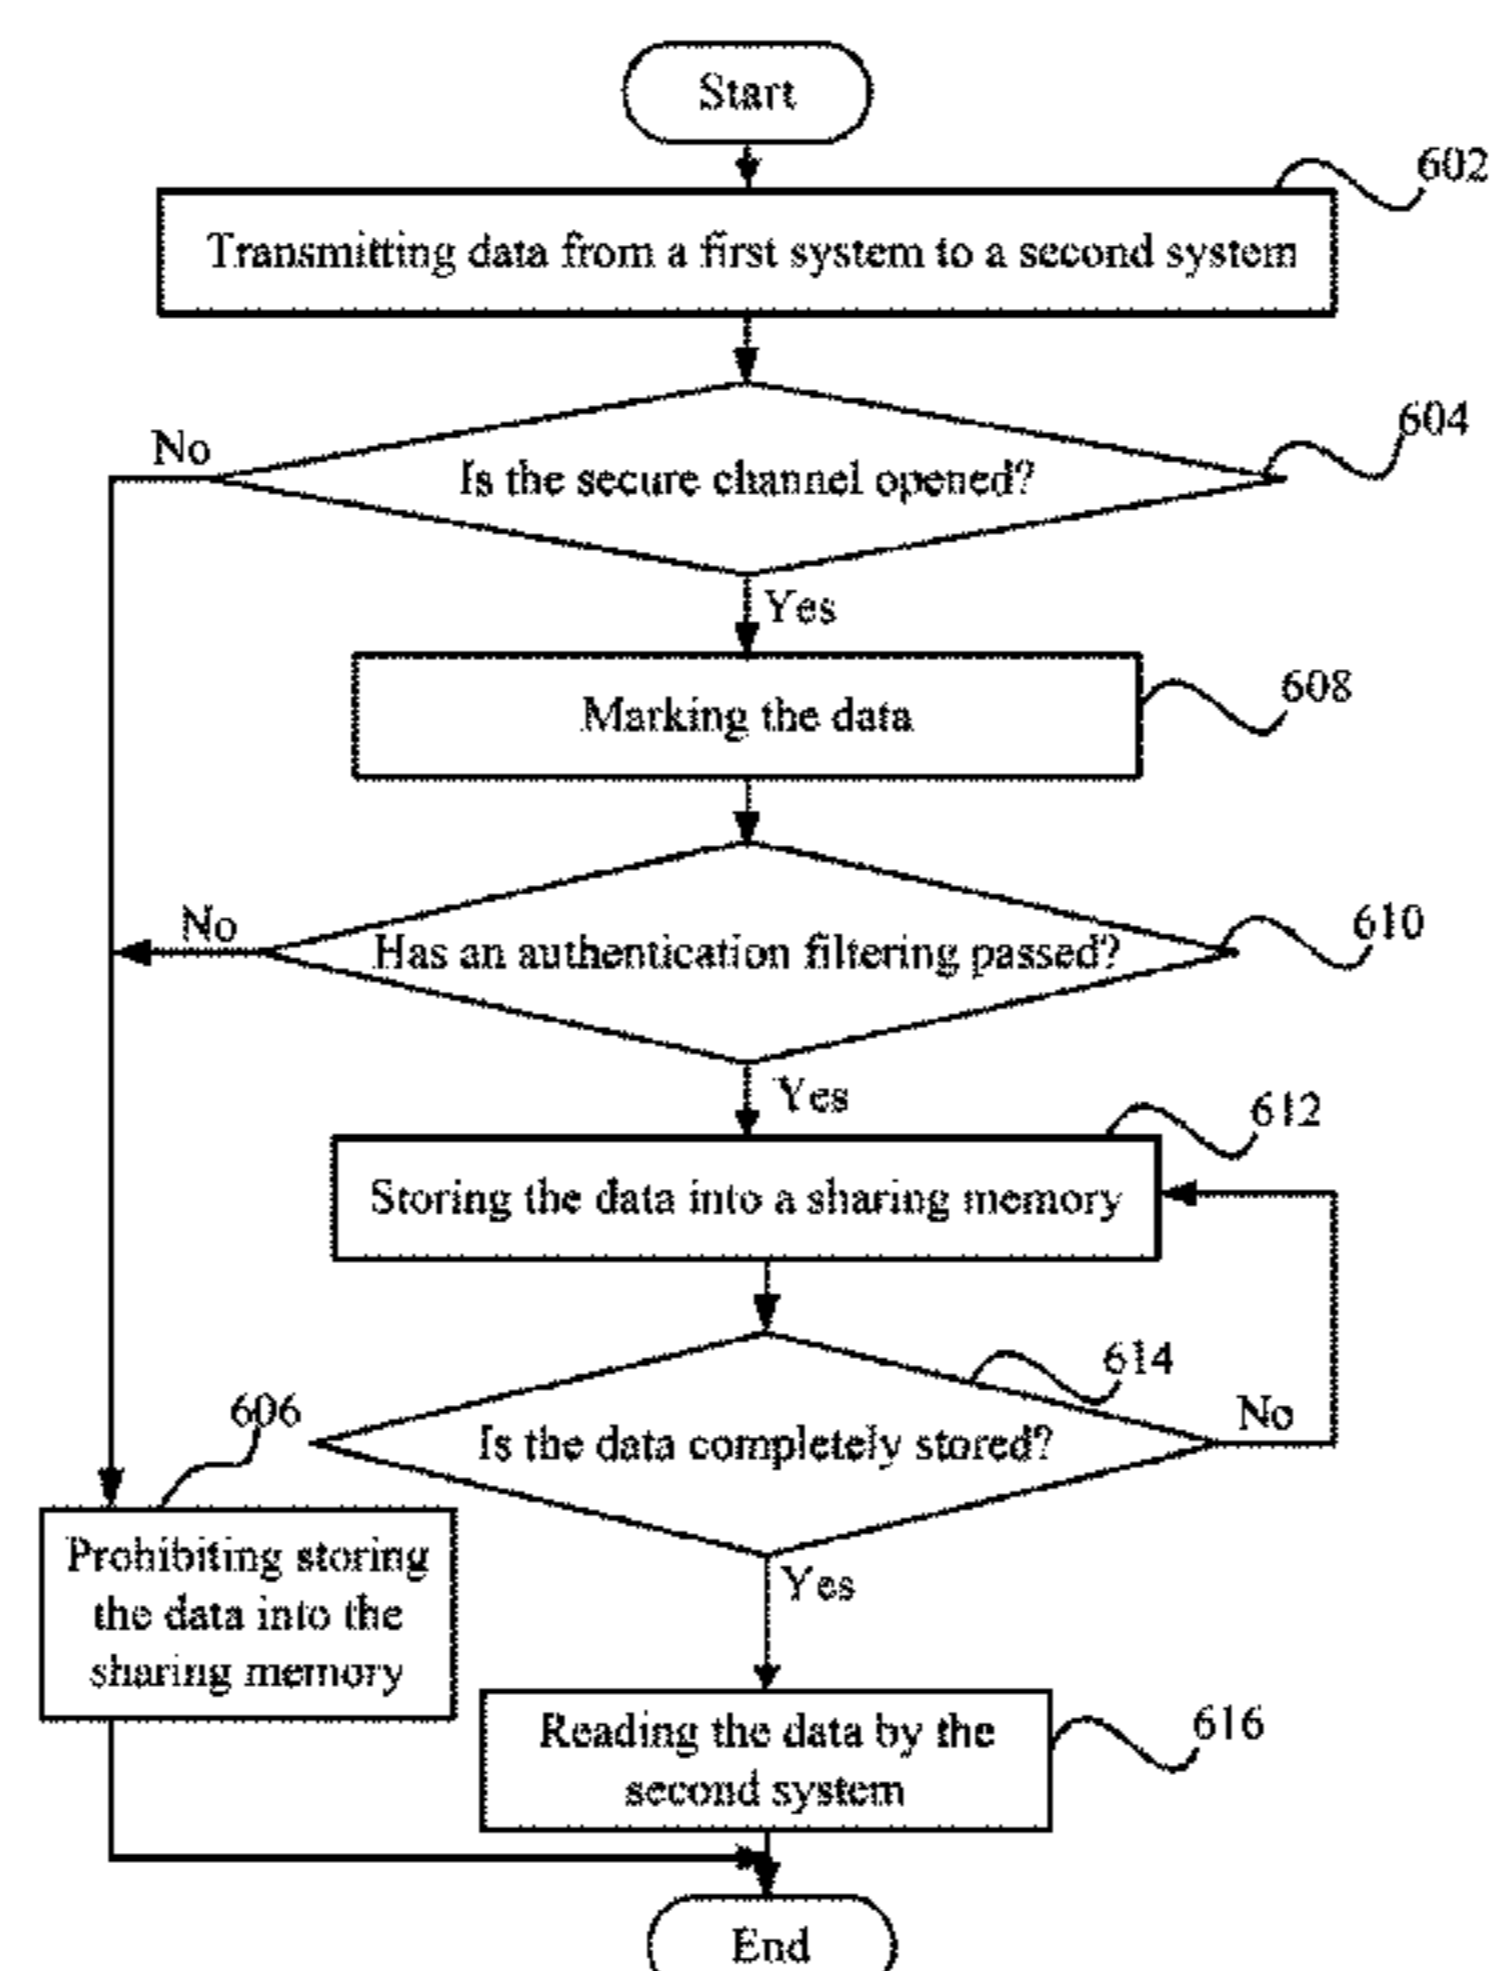 Start
602
Transmitting data from a first system to a second system
604
No
Is the secure channel opened?
Yes
608
Marking the data
610
No
Has an authentication filtering passed?
Yes
612
Storing the data into a sharing memory
614
606
No
Is the data completely stored?
Prohibiting storing
the data into the
sharing memory
Yes
616
Reading the data by the
second system
End